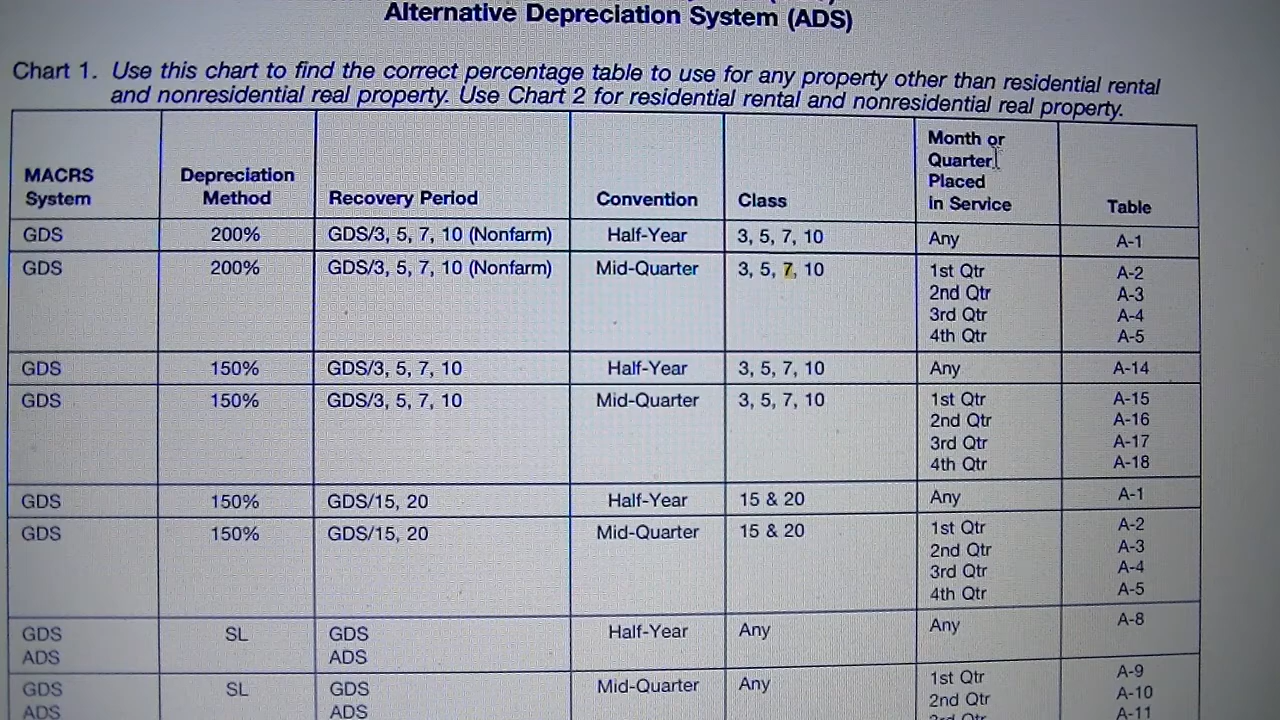 Alternative Depreciation System (ADS)
Chart 1. Use this chart to find the correct percentage table to use for any property other than residential rental
and nonresidential real property. Use Chart 2 for residential rental and nonresidential real property.
MACRS System Depreciation Method Recovery Period Convention Class Month or Quarter Placed in Service Table
GDS 200% GDS/3, 5, 7, 10 (Nonfarm) Half-Year 3, 5, 7, 10 Any A-1
GDS 200% GDS/3, 5, 7, 10 (Nonfarm) Mid-Quarter 3, 5, 7, 10 1st Qtr A-2
2nd Qtr A-3
3rd Qtr A-4
4th Qtr A-5
GDS 150% GDS/3, 5, 7, 10 Half-Year 3, 5, 7, 10 Any A-14
GDS 150% GDS/3, 5, 7, 10 Mid-Quarter 3, 5, 7, 10 1st Qtr A-15
2nd Qtr A-16
3rd Qtr A-17
4th Qtr A-18
GDS 150% GDS/15, 20 Half-Year 15 & 20 Any A-1
GDS 150% GDS/15, 20 Mid-Quarter 15 & 20 1st Qtr A-2
2nd Qtr A-3
3rd Qtr A-4
4th Qtr A-5
GDS SL GDS Half-Year Any Any A-8
ADS ADS
GDS SL GDS Mid-Quarter Any 1st Qtr A-9
ADS ADS 2nd Qtr A-10
Qtr A-11